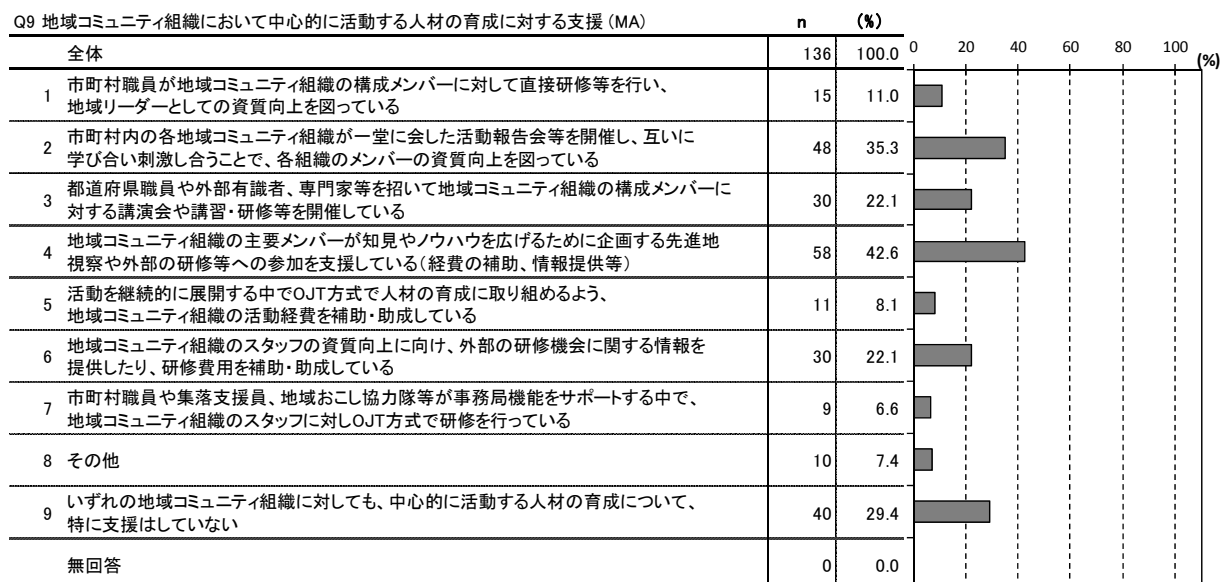 Q9 地域コミュニティ組織において中心的に活動する人材の育成に対する支援(MA) n (%)
全体 136 100.0
0 20 40 60 80 100 (%)
1 市町村職員が地域コミュニティ組織の構成メンバーに対して直接研修等を行い、
地域リーダーとしての資質向上を図っている 15 11.0
2 市町村内の各地域コミュニティ組織が一堂に会した活動報告会等を開催し、互いに
学び合い刺激し合うことで、各組織のメンバーの資質向上を図っている 48 35.3
3 都道府県職員や外部有識者、専門家等を招いて地域コミュニティ組織の構成メンバーに
対する講演会や講習・研修等を開催している 30 22.1
4 地域コミュニティ組織の主要メンバーが知見やノウハウを広げるために企画する先進地
視察や外部の研修等への参加を支援している(経費の補助、情報提供等) 58 42.6
5 活動を継続的に展開する中でOJT方式で人材の育成に取り組めるよう、
地域コミュニティ組織の活動経費を補助・助成している 11 8.1
6 地域コミュニティ組織のスタッフの資質向上に向け、外部の研修機会に関する情報を
提供したり、研修費用を補助・助成している 30 22.1
7 市町村職員や集落支援員、地域おこし協力隊等が事務局機能をサポートする中で、
地域コミュニティ組織のスタッフに対しOJT方式で研修を行っている 9 6.6
8 その他 10 7.4
9 いずれの地域コミュニティ組織に対しても、中心的に活動する人材の育成について、
特に支援はしていない 40 29.4
無回答 0 0.0